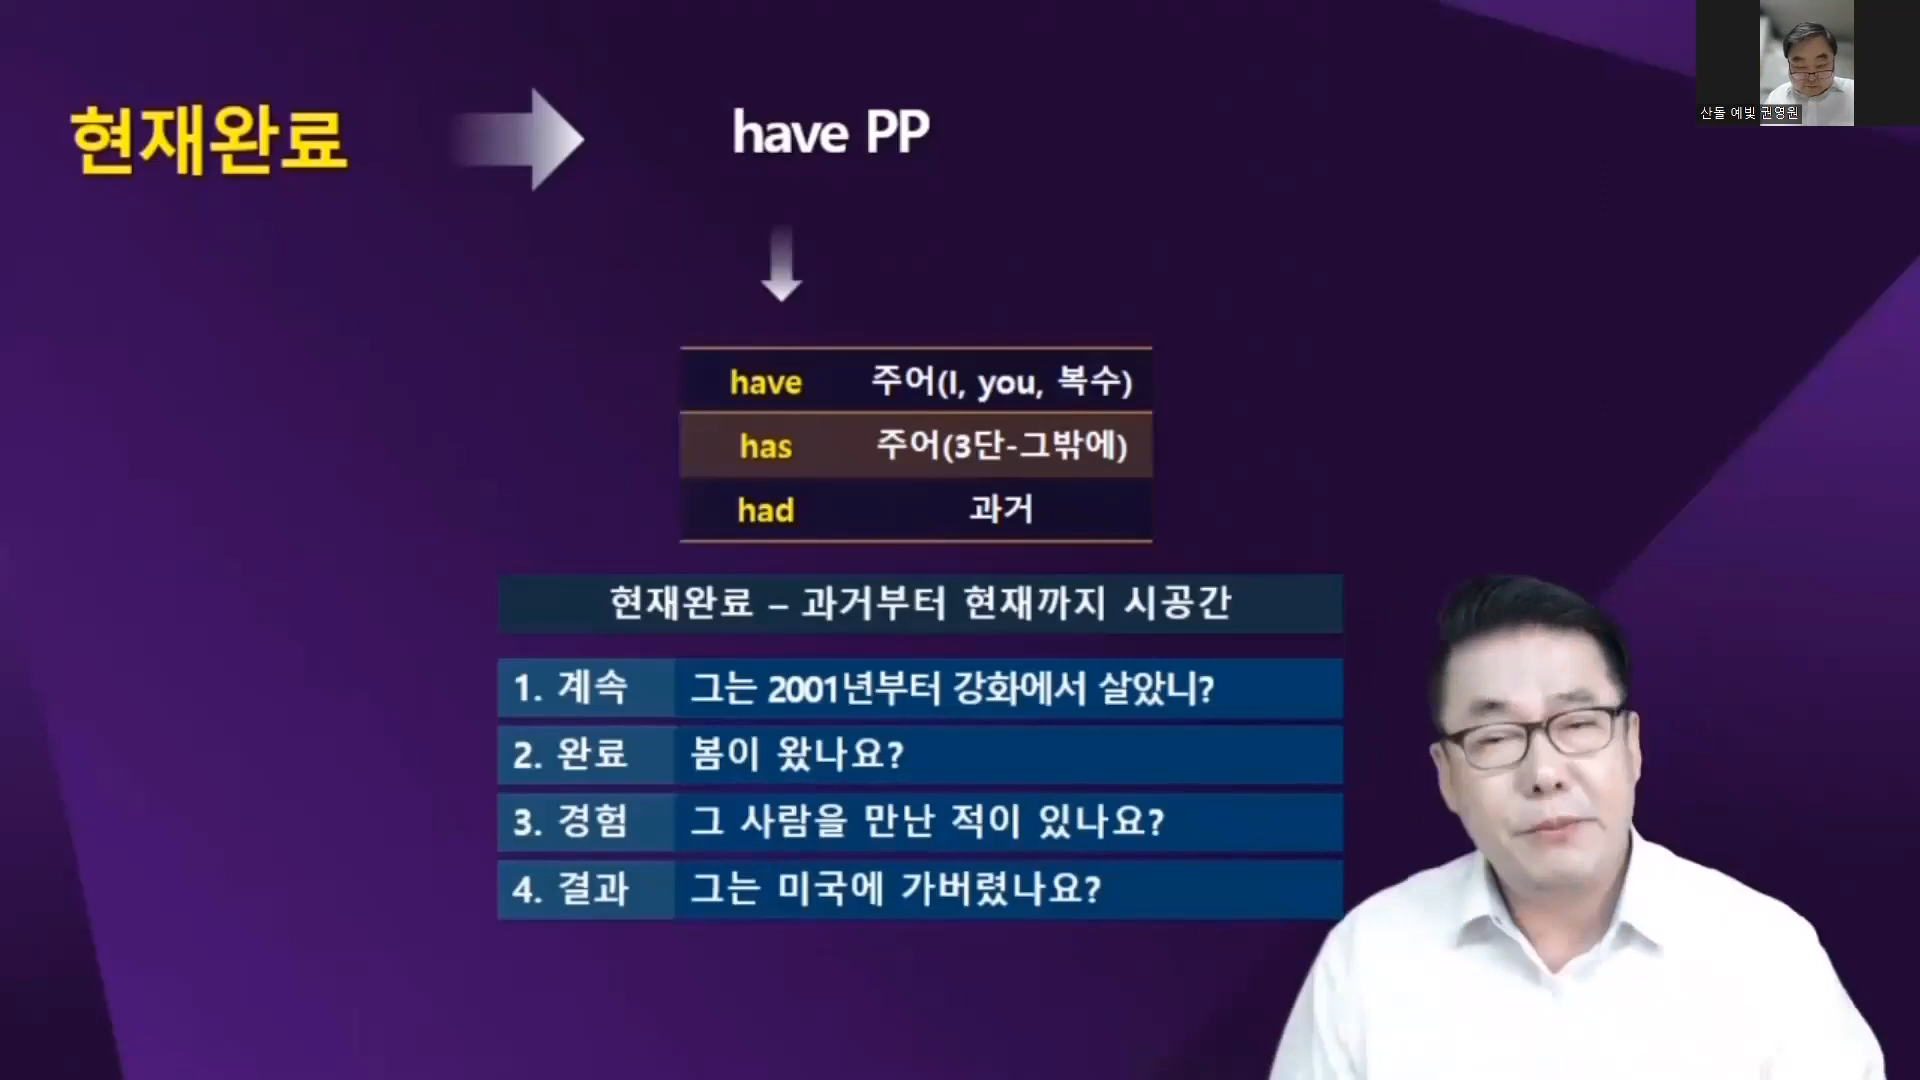 현재완료
have PP
have 주어(I, you, 복수)
has 주어(3단-그밖에)
had 과거
현재완료 – 과거부터 현재까지 시공간
1. 계속 그는 2001년부터 강화에서 살았니?
2. 완료 봄이 왔나요?
3. 경험 그 사람을 만난 적이 있나요?
4. 결과 그는 미국에 가버렸나요?
산돌 예빛 권영원